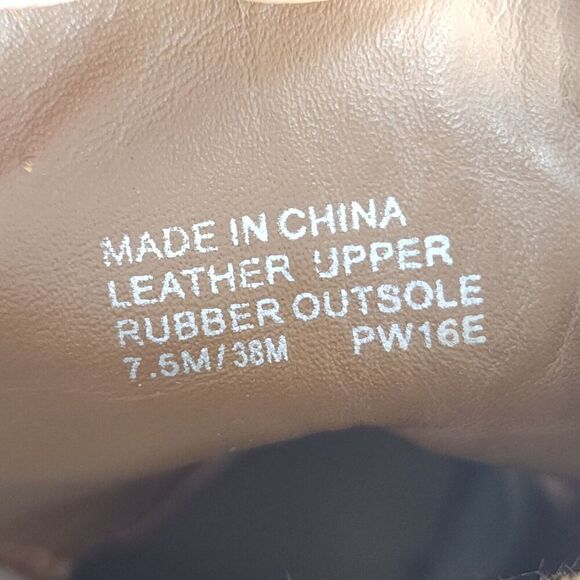 MADE IN CHINA
LEATHER UPPER
RUBBER OUTSOLE
7.5M/38M PW16E